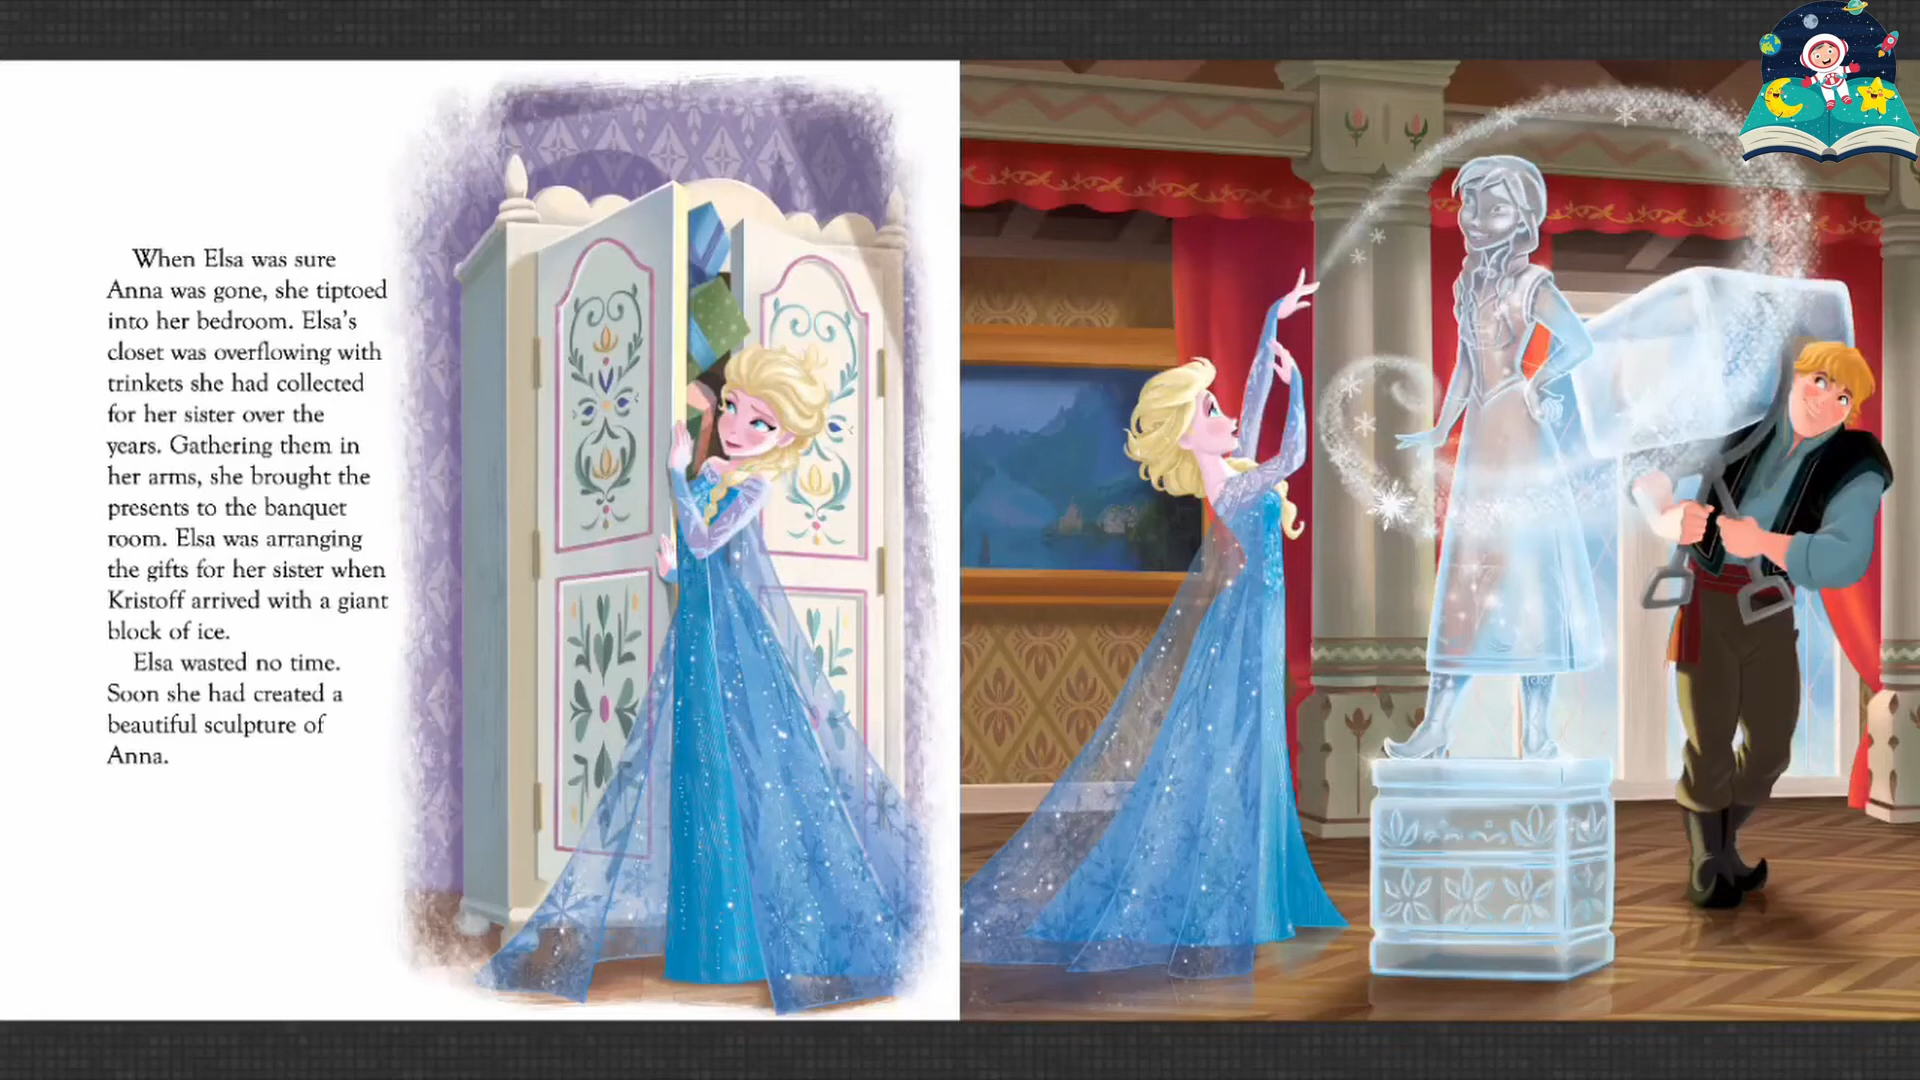 When Elsa was sure
Anna was gone, she tiptoed
into her bedroom. Elsa's
closet was overflowing with
trinkets she had collected
for her sister over the
years. Gathering them in
her arms, she brought the
presents to the banquet
room. Elsa was arranging
the gifts for her sister when
Kristoff arrived with a giant
block of ice.
Elsa wasted no time.
Soon she had created a
beautiful sculpture of
Anna.